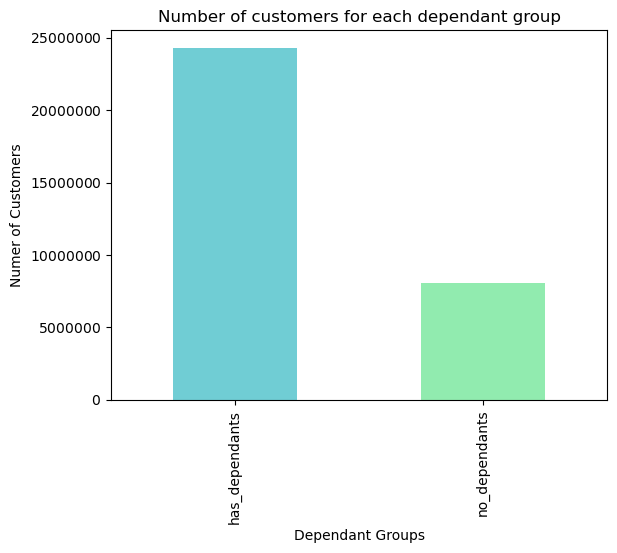 Number of customers for each dependant group
25000000
20000000
15000000
10000000
5000000
0
Numer of Customers
has_dependants
no_dependants
Dependant Groups